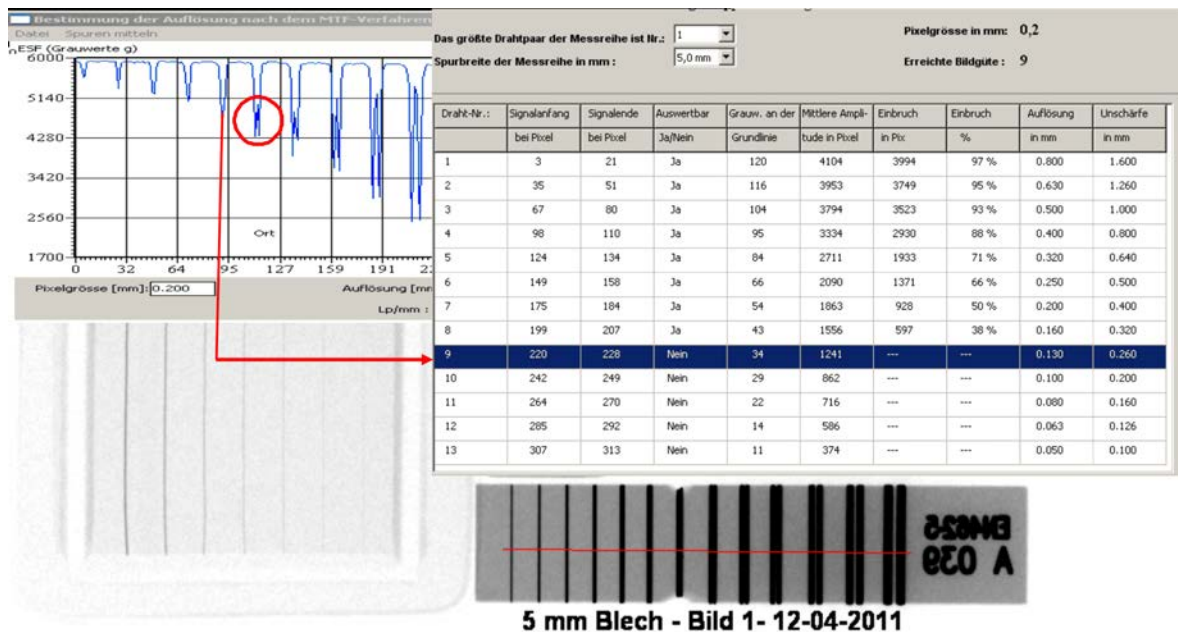 Bestimmung der Auflösung nach dem MTF-Verfahren
Datei Spuren mitteln
ESF (Grauwerte g)
6000
5140
4280
3420
2560
1700
Ort
0 32 64 95 127 159 191
Pixelgrösse [mm]: 0.200
Auflösung
Lp/mm :
Das größte Drahtpaar der Messreihe ist Nr.: 1
Spurbreite der Messreihe in mm : 5,0 mm
Pixelgrösse in mm: 0,2
Erreichte Bildgüte : 9
Draht-Nr.: Signalanfang Signalende Auswertbar Grauw. an der Mittlere Ampli- Einbruch Einbruch Auflösung Unschärfe
bei Pixel bei Pixel Ja/Nein Grundlinie tude in Pixel in Pix % in mm in mm
1 3 21 Ja 120 4104 3994 97 % 0.800 1.600
2 35 51 Ja 116 3953 3749 95 % 0.630 1.260
3 67 80 Ja 104 3794 3523 93 % 0.500 1.000
4 98 110 Ja 95 3334 2930 88 % 0.400 0.800
5 124 134 Ja 84 2711 1933 71 % 0.320 0.640
6 149 158 Ja 66 2090 1371 66 % 0.250 0.500
7 175 184 Ja 54 1863 928 50 % 0.200 0.400
8 199 207 Ja 43 1556 597 38 % 0.160 0.320
9 220 228 Nein 34 1241 --- --- 0.130 0.260
10 242 249 Nein 29 862 --- --- 0.100 0.200
11 264 270 Nein 22 716 --- --- 0.080 0.160
12 285 292 Nein 14 586 --- --- 0.063 0.126
13 307 313 Nein 11 374 --- --- 0.050 0.100
A 039
5 mm Blech - Bild 1- 12-04-2011